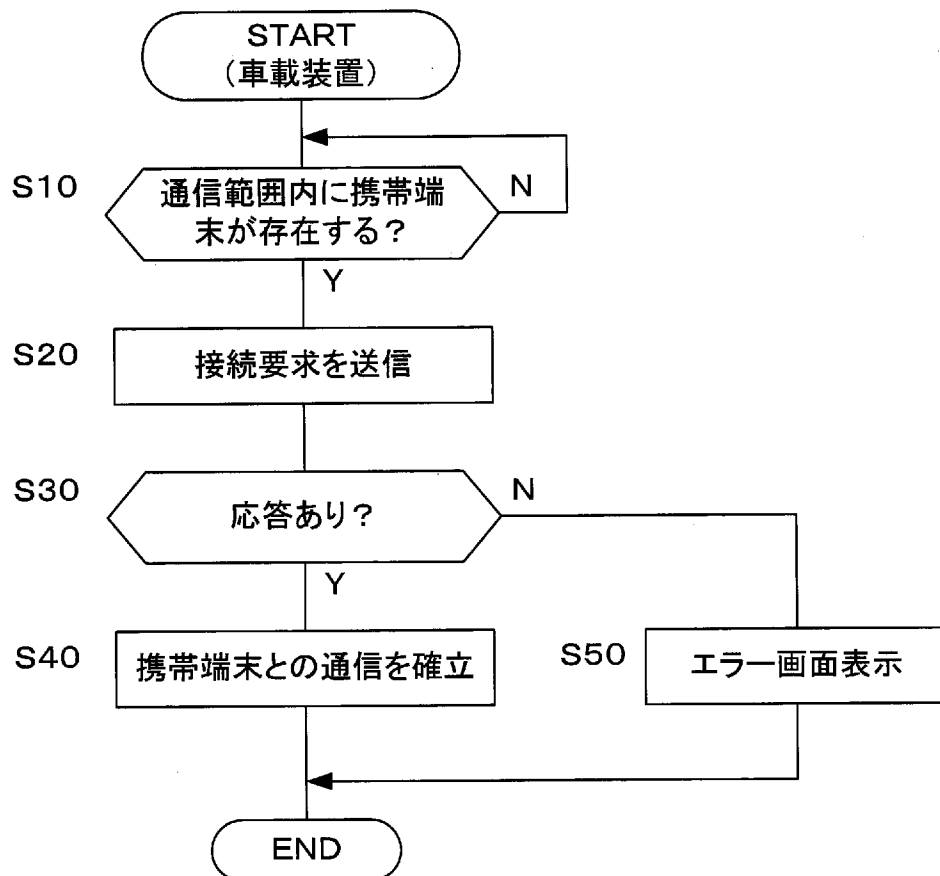 START
(車載装置)
S10
通信範囲内に携帯端
末が存在する?
N
Y
S20
接続要求を送信
S30
応答あり?
N
Y
S40
携帯端末との通信を確立
S50
エラー画面表示
END